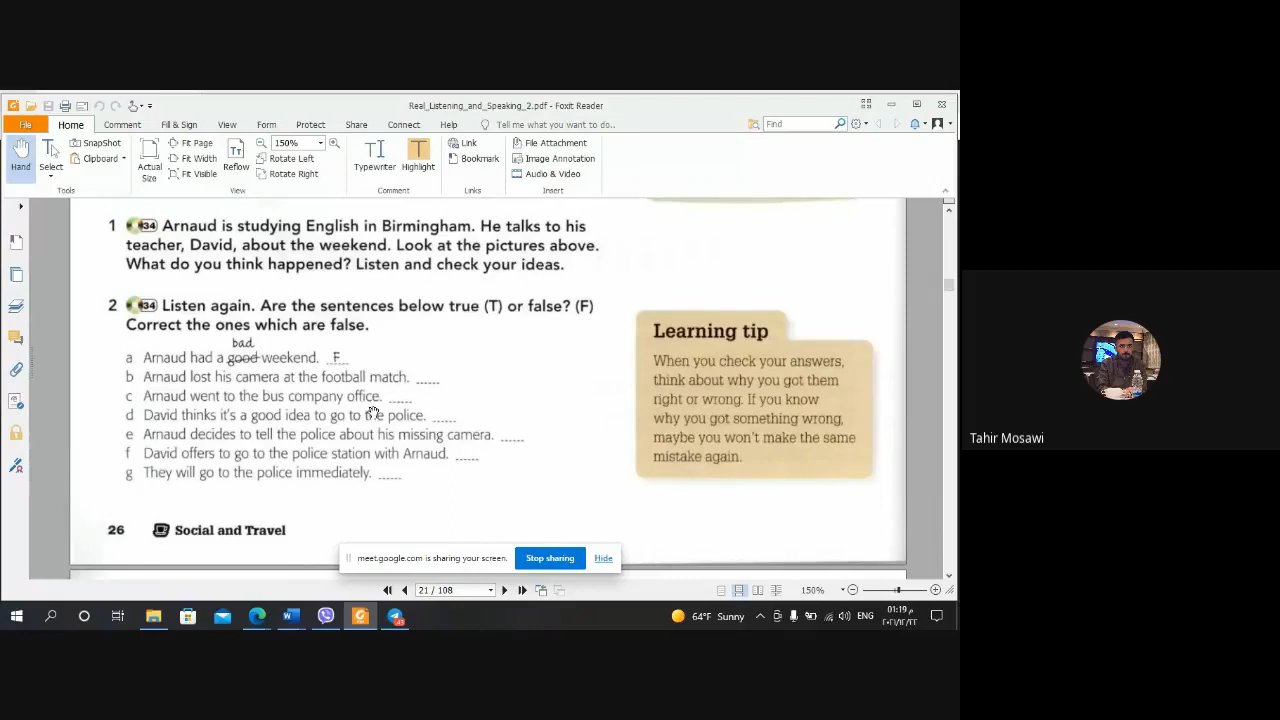 Real_Listening_and_Speaking_2.pdf - Foxit Reader
File Home Comment Fill & Sign View Form Protect Share Connect Help Tell me what you want to do.. Find
Hand
Select
SnapShot
Clipboard
Actual Size
Fit Page
Fit Width
Fit Visible
Reflow
150%
Rotate Left
Rotate Right
Typewriter
Highlight
Link
Bookmark
File Attachment
Image Annotation
Audio & Video
Tools View Comment Links Insert
1 34 Arnaud is studying English in Birmingham. He talks to his
teacher, David, about the weekend. Look at the pictures above.
What do you think happened? Listen and check your ideas.
2 34 Listen again. Are the sentences below true (T) or false? (F)
Correct the ones which are false.
bad
a Arnaud had a good weekend. F
b Arnaud lost his camera at the football match. ......
c Arnaud went to the bus company office. ......
d David thinks it's a good idea to go to the police. ......
e Arnaud decides to tell the police about his missing camera. ......
f David offers to go to the police station with Arnaud. ......
g They will go to the police immediately. ......
Learning tip
When you check your answers,
think about why you got them
right or wrong. If you know
why you got something wrong,
maybe you won't make the same
mistake again.
26 Social and Travel
meet.google.com is sharing your screen. Stop sharing Hide
21 / 108
150%
64°F Sunny
ENG
01:19 م
Tahir Mosawi